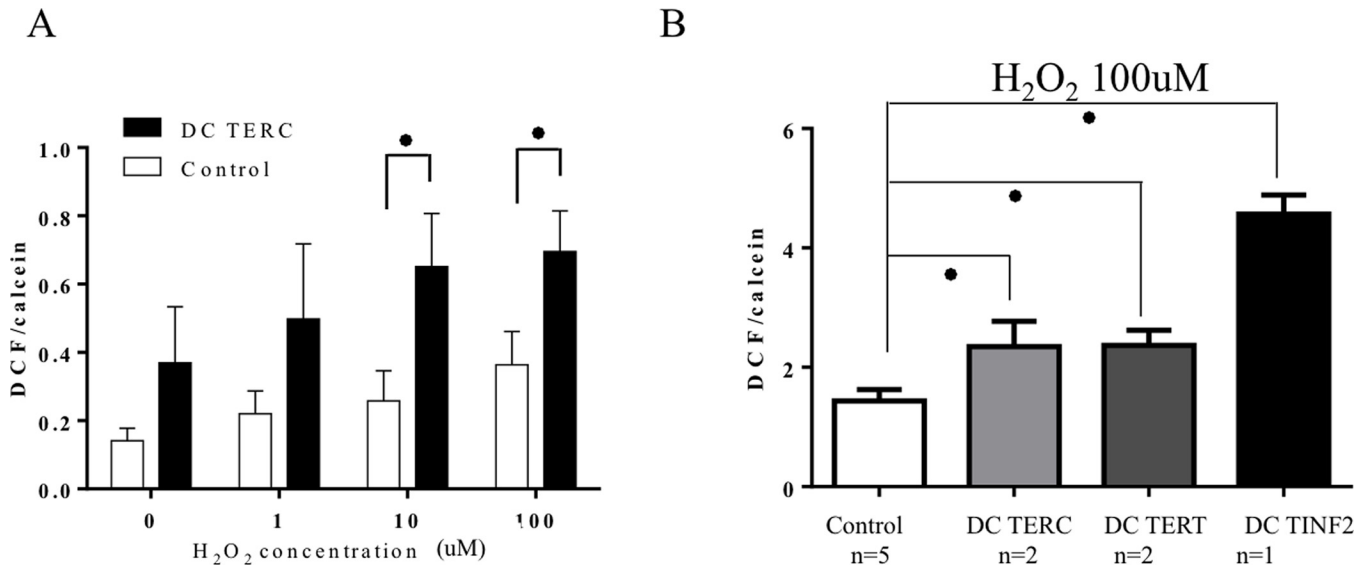 A
DC TERC
Control
1.0
0.8
0.6
0.4
0.2
0.0
DCF/calcein
0 1 10 100
H₂O₂ concentration (uM)
B
H₂O₂ 100uM
6
4
2
0
DCF/calcein
Control DC TERC DC TERT DC TINF2
n=5 n=2 n=2 n=1